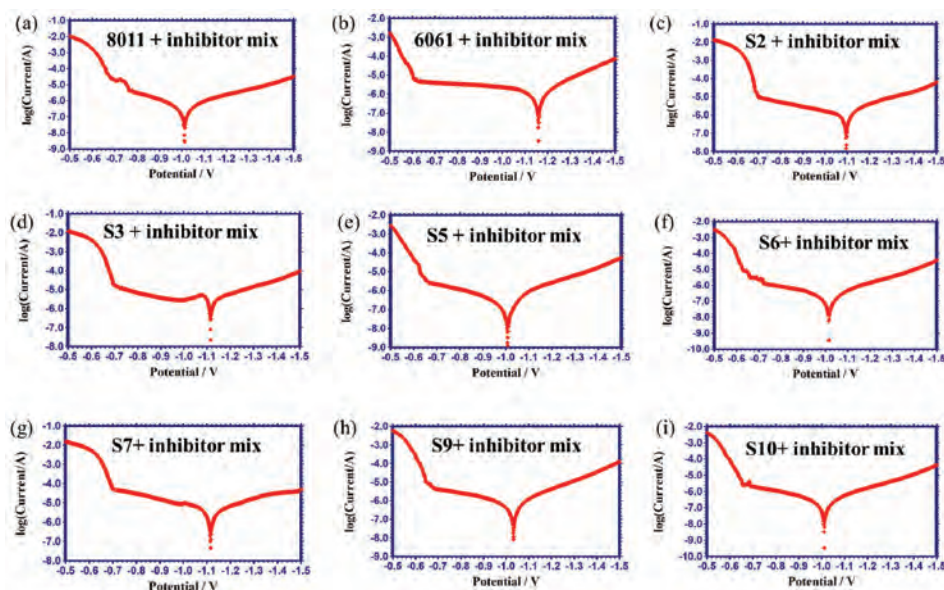 (a)
8011 + inhibitor mix
log(Current/A)
-1.0
-2.0
-3.0
-4.0
-5.0
-6.0
-7.0
-8.0
-9.0
-0.5 -0.6 -0.7 -0.8 -0.9 -1.0 -1.1 -1.2 -1.3 -1.4 -1.5
Potential / V
(b)
6061 + inhibitor mix
log(Current/A)
-2.0
-3.0
-4.0
-5.0
-6.0
-7.0
-8.0
-9.0
-0.5 -0.6 -0.7 -0.8 -0.9 -1.0 -1.1 -1.2 -1.3 -1.4 -1.5
Potential / V
(c)
S2 + inhibitor mix
log(Current/A)
-1.0
-2.0
-3.0
-4.0
-5.0
-6.0
-7.0
-8.0
-0.5 -0.6 -0.7 -0.8 -0.9 -1.0 -1.1 -1.2 -1.3 -1.4 -1.5
Potential / V
(d)
S3 + inhibitor mix
log(Current/A)
-1.0
-2.0
-3.0
-4.0
-5.0
-6.0
-7.0
-8.0
-0.5 -0.6 -0.7 -0.8 -0.9 -1.0 -1.1 -1.2 -1.3 -1.4 -1.5
Potential / V
(e)
S5 + inhibitor mix
log(Current/A)
-2.0
-3.0
-4.0
-5.0
-6.0
-7.0
-8.0
-9.0
-0.5 -0.6 -0.7 -0.8 -0.9 -1.0 -1.1 -1.2 -1.3 -1.4 -1.5
Potential / V
(f)
S6+ inhibitor mix
log(Current/A)
-2.0
-3.0
-4.0
-5.0
-6.0
-7.0
-8.0
-9.0
-10.0
-0.5 -0.6 -0.7 -0.8 -0.9 -1.0 -1.1 -1.2 -1.3 -1.4 -1.5
Potential / V
(g)
S7+ inhibitor mix
log(Current/A)
-1.0
-2.0
-3.0
-4.0
-5.0
-6.0
-7.0
-8.0
-0.5 -0.6 -0.7 -0.8 -0.9 -1.0 -1.1 -1.2 -1.3 -1.4 -1.5
Potential / V
(h)
S9+ inhibitor mix
log(Current/A)
-2.0
-3.0
-4.0
-5.0
-6.0
-7.0
-8.0
-9.0
-0.5 -0.6 -0.7 -0.8 -0.9 -1.0 -1.1 -1.2 -1.3 -1.4 -1.5
Potential / V
(i)
S10+ inhibitor mix
log(Current/A)
-2.0
-3.0
-4.0
-5.0
-6.0
-7.0
-8.0
-9.0
-10.0
-0.5 -0.6 -0.7 -0.8 -0.9 -1.0 -1.1 -1.2 -1.3 -1.4 -1.5
Potential / V